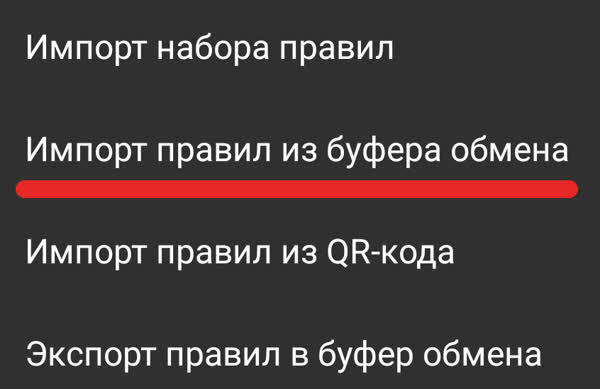 Импорт набора правил
Импорт правил из буфера обмена
Импорт правил из QR-кода
Экспорт правил в буфер обмена